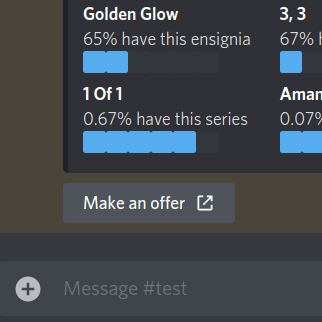 Golden Glow
65% have this ensignia
1 Of 1
0.67% have this series
3, 3
67% h
Aman
0.07%
Make an offer
Message #test